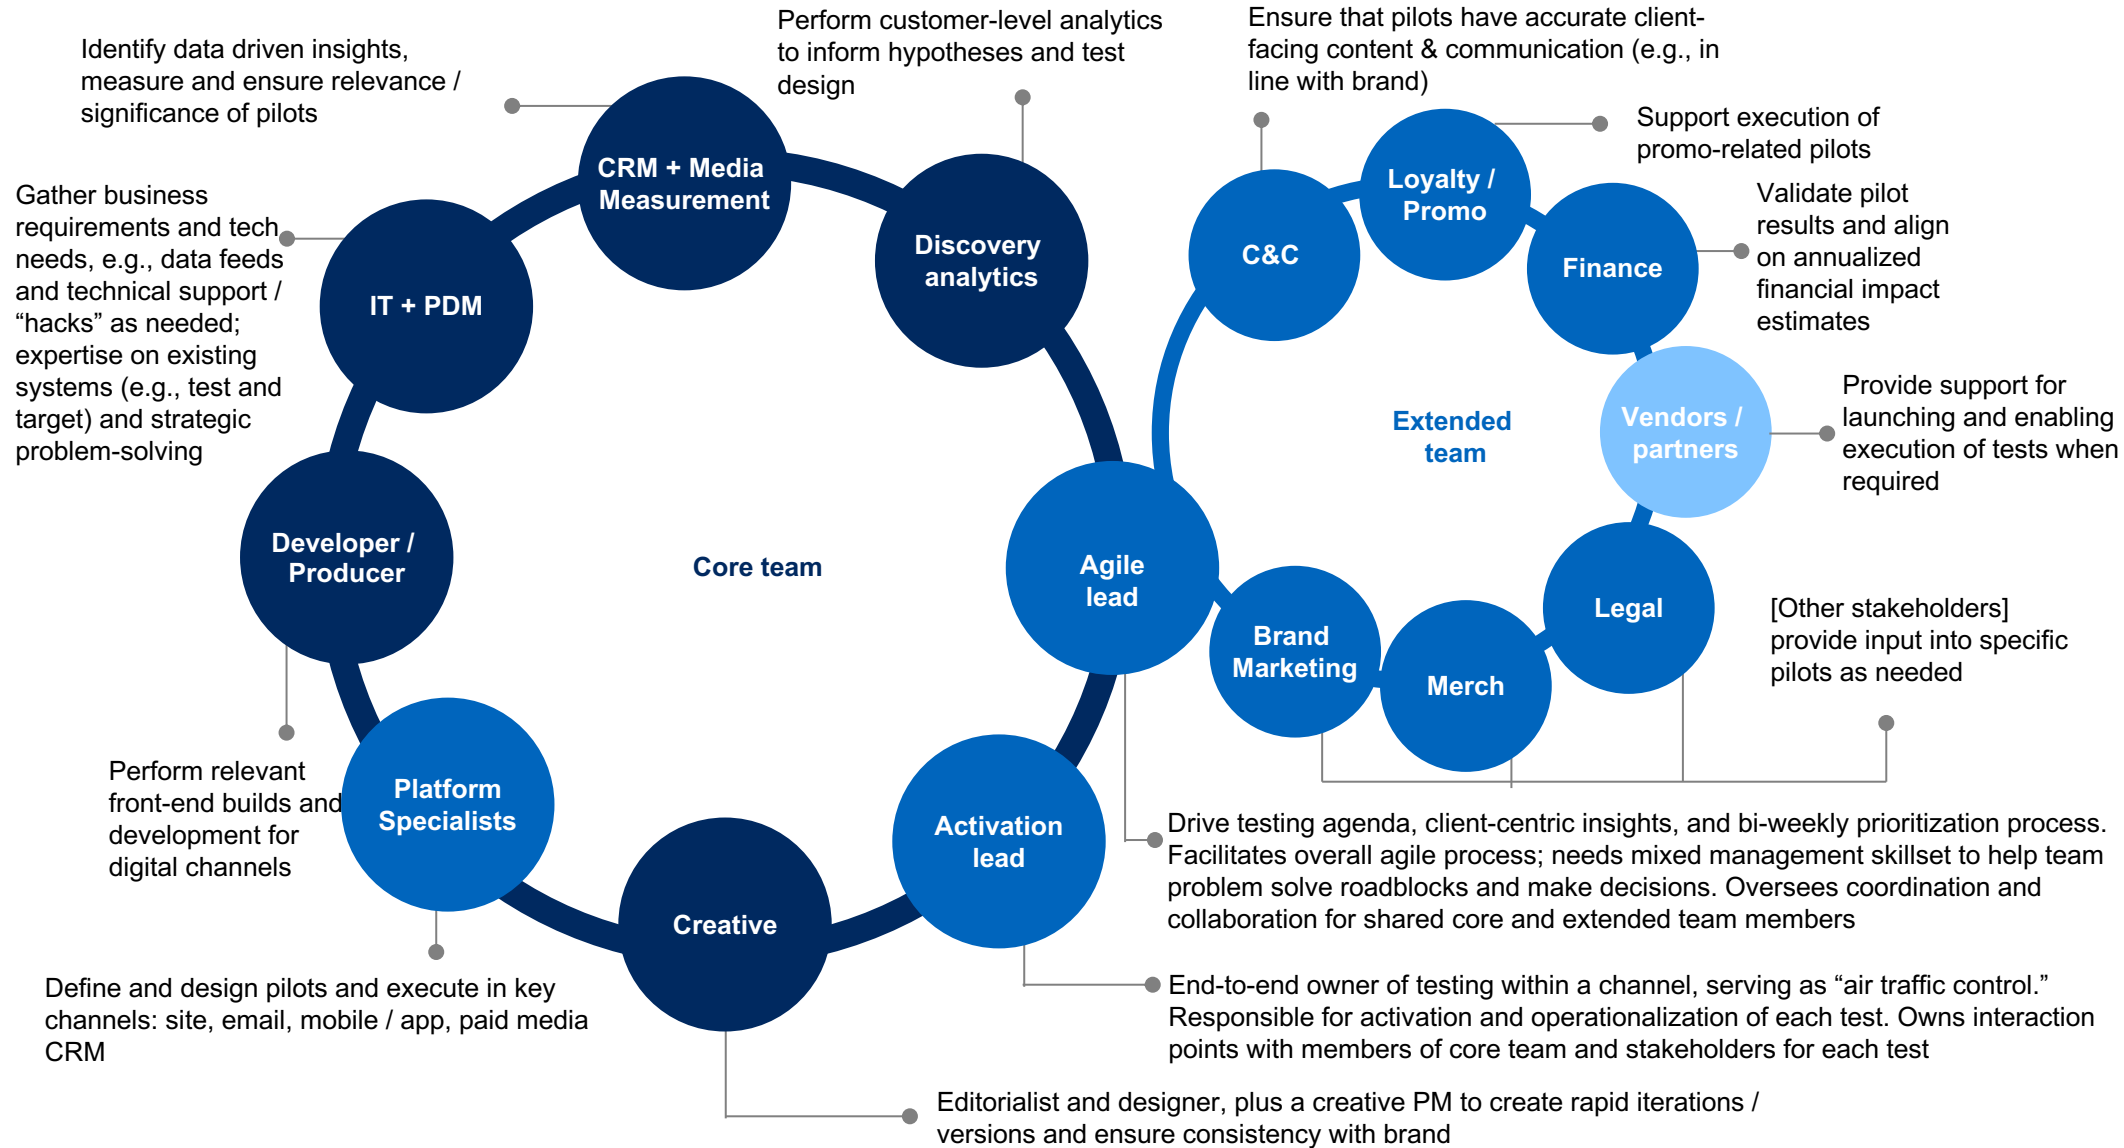 Identify data driven insights,
measure and ensure relevance /
significance of pilots
Perform customer-level analytics
to inform hypotheses and test
design
Ensure that pilots have accurate client-
facing content & communication (e.g., in
line with brand)
Support execution of
promo-related pilots
Gather business
requirements and tech
needs, e.g., data feeds
and technical support /
“hacks” as needed;
expertise on existing
systems (e.g., test and
target) and strategic
problem-solving
CRM + Media
Measurement
Discovery
analytics
IT + PDM
C&C
Loyalty /
Promo
Finance
Validate pilot
results and align
on annualized
financial impact
estimates
Vendors /
partners
Provide support for
launching and enabling
execution of tests when
required
Extended
team
Developer /
Producer
Core team
Agile
lead
Brand
Marketing
Merch
Legal
[Other stakeholders]
provide input into specific
pilots as needed
Perform relevant
front-end builds and
development for
digital channels
Platform
Specialists
Creative
Activation
lead
Drive testing agenda, client-centric insights, and bi-weekly prioritization process.
Facilitates overall agile process; needs mixed management skillset to help team
problem solve roadblocks and make decisions. Oversees coordination and
collaboration for shared core and extended team members
Define and design pilots and execute in key
channels: site, email, mobile / app, paid media
CRM
End-to-end owner of testing within a channel, serving as “air traffic control.”
Responsible for activation and operationalization of each test. Owns interaction
points with members of core team and stakeholders for each test
Editorialist and designer, plus a creative PM to create rapid iterations /
versions and ensure consistency with brand